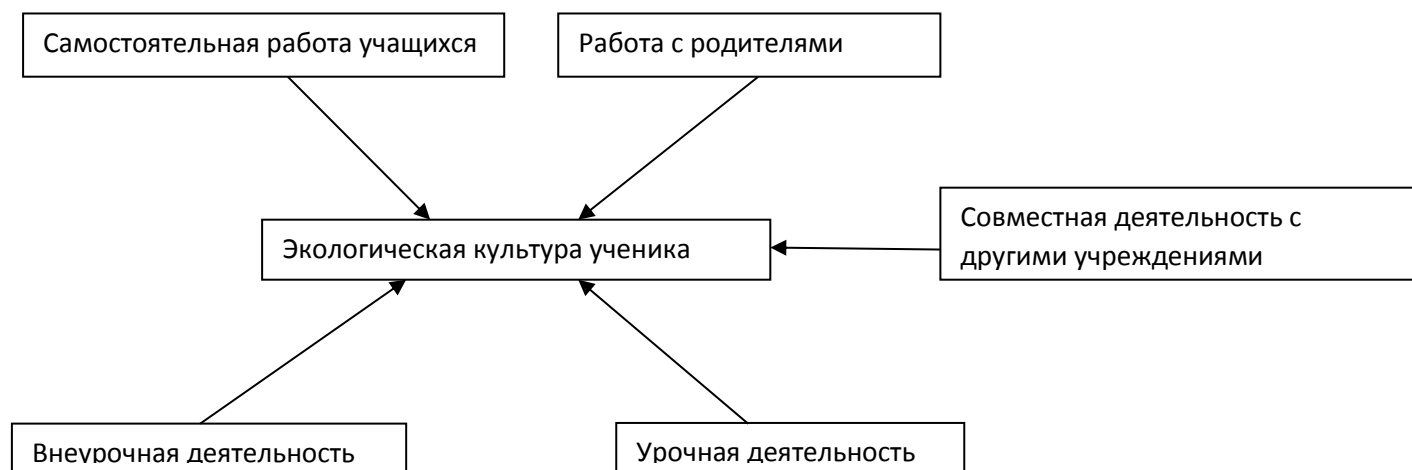 Самостоятельная работа учащихся
Работа с родителями
Совместная деятельность с
другими учреждениями
Экологическая культура ученика
Внеурочная деятельность
Урочная деятельность